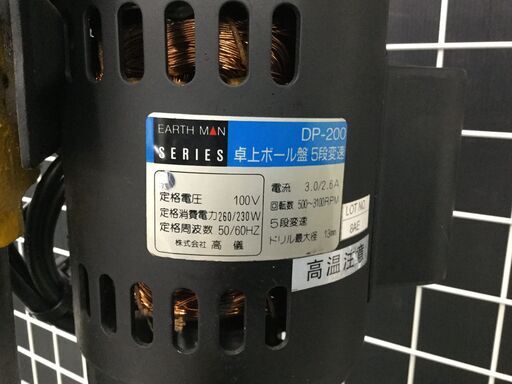 EARTH MAN
SERIES
DP-200
卓上ボール盤 5段変速
定格電圧 100V
定格消費電力 260/230W
定格周波数 50/60HZ
株式会社 高儀
電流 3.0/2.6A
回転数 500~3100RPM
5段変速
ドリル最大径 13mm
LOT NO.
8AE
高温注意